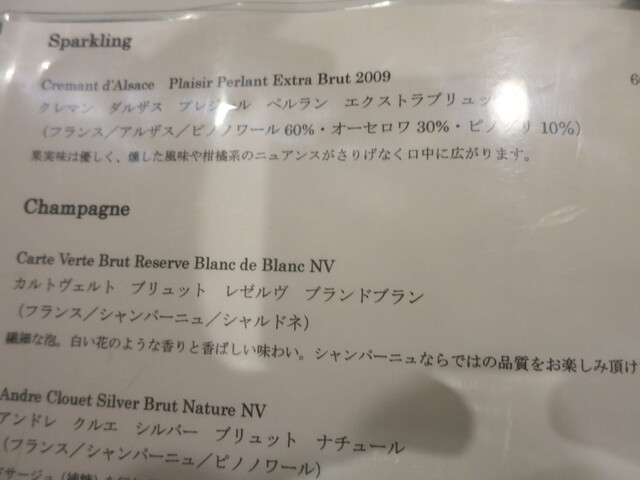 Sparkling
Cremant d'Alsace Plaisir Perlant Extra Brut 2009
クレマン ダルザス プレジール ペルラン エクストラブリュッ
(フランス／アルザス／ピノノワール 60%・オーセロワ 30%・ピノグリ 10%)
果実味は優しく、燻した風味や柑橘系のニュアンスがさりげなく口中に広がります。
Champagne
Carte Verte Brut Reserve Blanc de Blanc NV
カルトヴェルト ブリュット レゼルヴ ブランドブラン
(フランス／シャンパーニュ／シャルドネ)
繊細な泡。白い花のような香りと香ばしい味わい。シャンパーニュならではの品質をお楽しみ頂け
Andre Clouet Silver Brut Nature NV
アンドレ クルエ シルバー ブリュット ナチュール
(フランス／シャンパーニュ／ピノノワール)